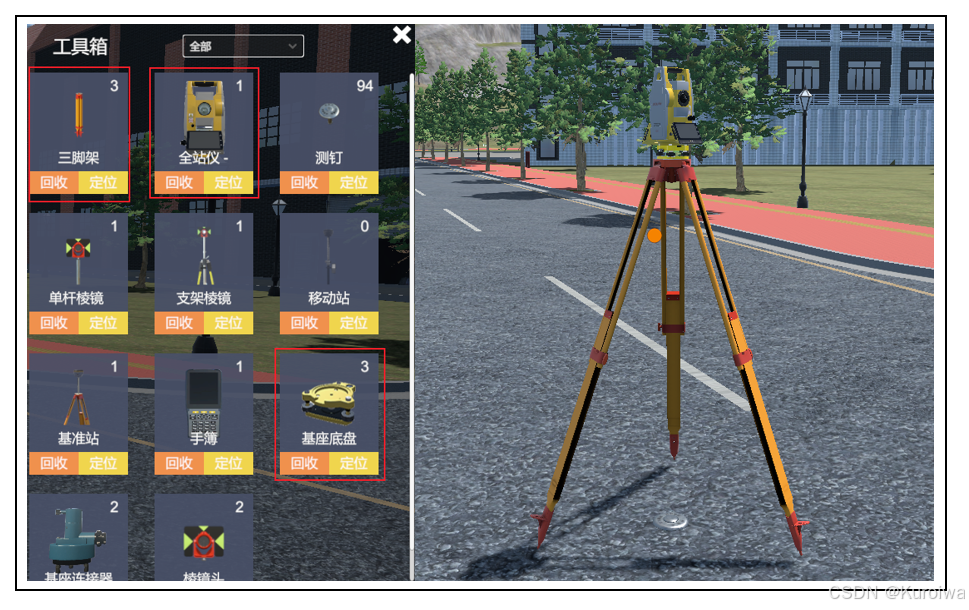 工具箱
全部
3
1
94
三脚架
全站仪 -
测钉
回收 定位
回收 定位
回收 定位
1
1
0
单杆棱镜
支架棱镜
移动站
回收 定位
回收 定位
回收 定位
1
1
3
基准站
手薄
基座底盘
回收 定位
回收 定位
回收 定位
2
2
基座连接器
棱镜头
CSDN @Kuroiwa